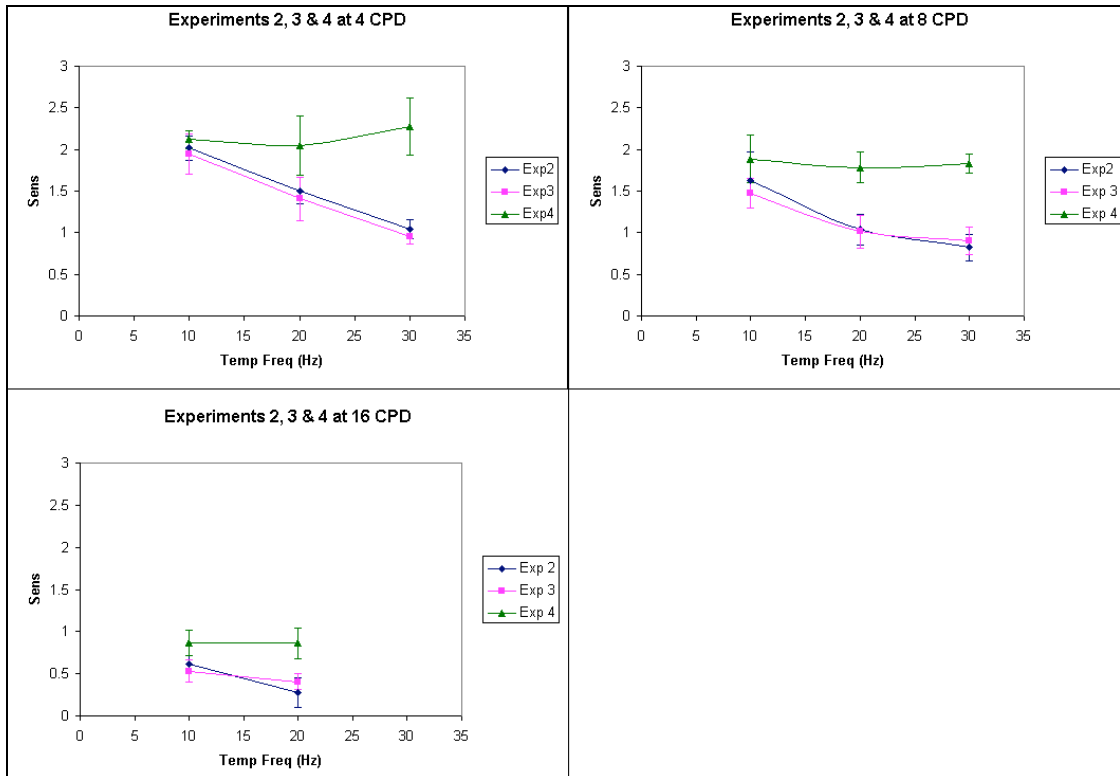 Experiments 2, 3 & 4 at 4 CPD
3
2.5
2
1.5
1
0.5
0
Sens
0 5 10 15 20 25 30 35
Temp Freq (Hz)
Exp2
Exp3
Exp4
Experiments 2, 3 & 4 at 8 CPD
3
2.5
2
1.5
1
0.5
0
Sens
0 5 10 15 20 25 30 35
Temp Freq (Hz)
Exp2
Exp 3
Exp 4
Experiments 2, 3 & 4 at 16 CPD
3
2.5
2
1.5
1
0.5
0
Sens
0 5 10 15 20 25 30 35
Temp Freq (Hz)
Exp 2
Exp 3
Exp 4